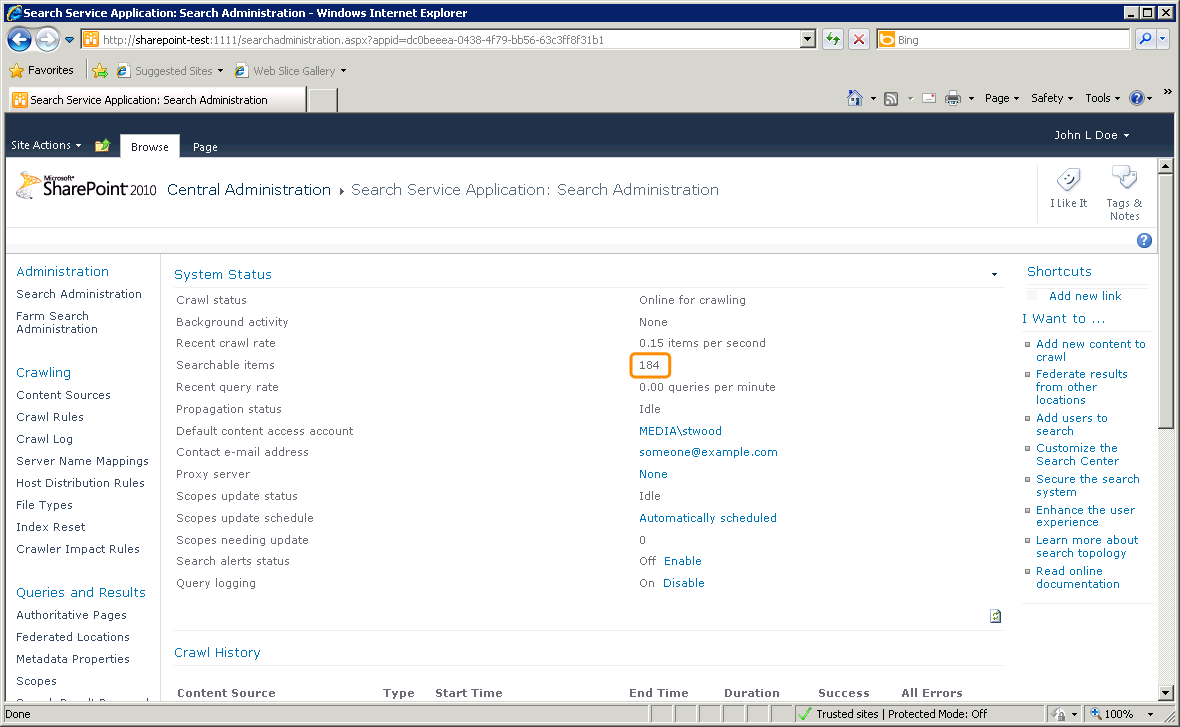 Search Service Application: Search Administration - Windows Internet Explorer
http://sharepoint-test:1111/searchadministration.aspx?appid=dc0beeea-0438-4f79-bb56-63c3ff8f31b1
Bing
Favorites
Suggested Sites
Web Slice Gallery
Search Service Application: Search Administration
Page
Safety
Tools
Site Actions
Browse
Page
John L Doe
Microsoft
SharePoint 2010
Central Administration
Search Service Application: Search Administration
I Like It
Tags &
Notes
Administration
Search Administration
Farm Search
Administration
Crawling
Content Sources
Crawl Rules
Crawl Log
Server Name Mappings
Host Distribution Rules
File Types
Index Reset
Crawler Impact Rules
Queries and Results
Authoritative Pages
Federated Locations
Metadata Properties
Scopes
System Status
Crawl status Online for crawling
Background activity None
Recent crawl rate 0.15 items per second
Searchable items 184
Recent query rate 0.00 queries per minute
Propagation status Idle
Default content access account MEDIA\stwood
Contact e-mail address someone@example.com
Proxy server None
Scopes update status Idle
Scopes update schedule Automatically scheduled
Scopes needing update 0
Search alerts status Off Enable
Query logging On Disable
Crawl History
Content Source Type Start Time End Time Duration Success All Errors
Shortcuts
Add new link
I Want to ...
Add new content to
crawl
Federate results
from other
locations
Add users to
search
Customize the
Search Center
Secure the search
system
Enhance the user
experience
Learn more about
search topology
Read online
documentation
Done
Trusted sites | Protected Mode: Off
100%